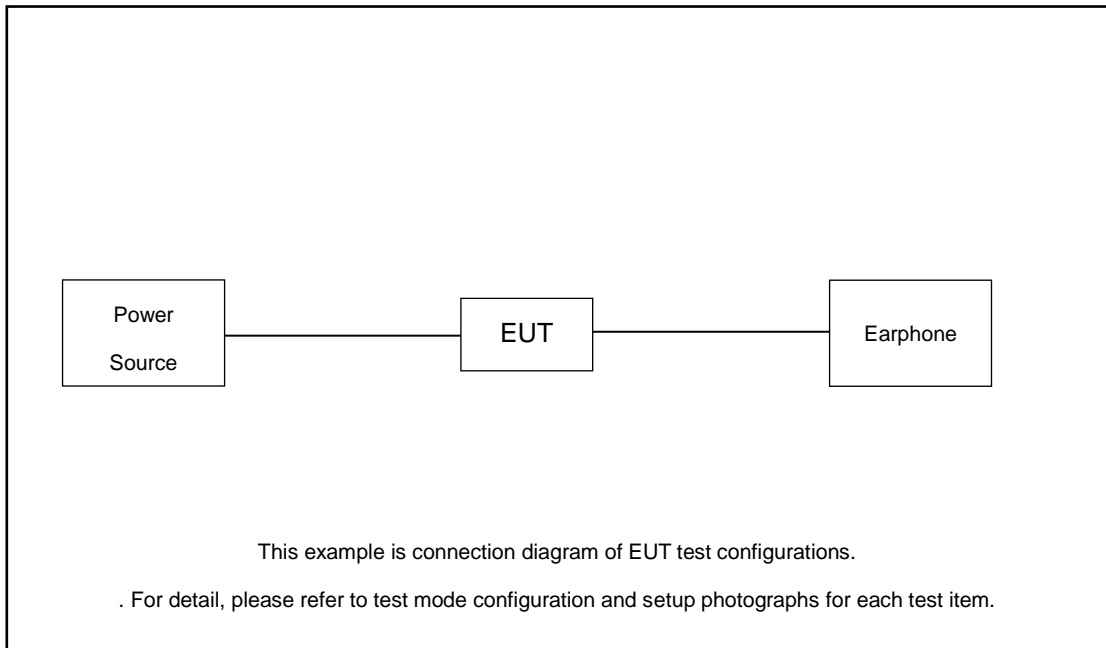 Power
Source
EUT
Earphone
This example is connection diagram of EUT test configurations.
. For detail, please refer to test mode configuration and setup photographs for each test item.